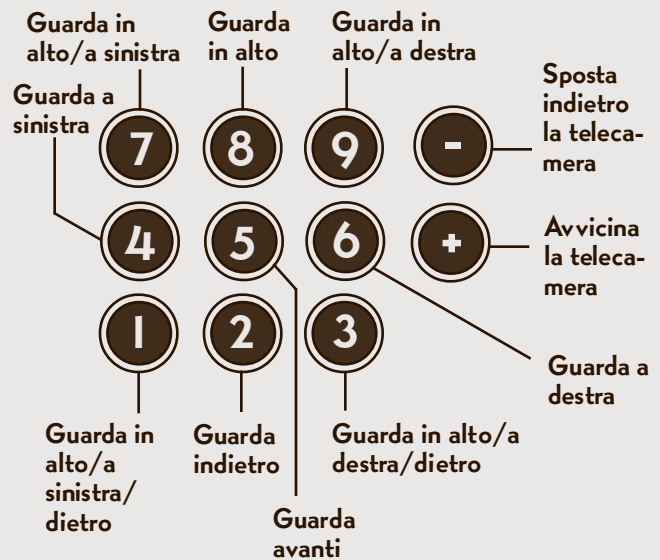 Guarda in
alto/a sinistra
Guarda
in alto
Guarda in
alto/a destra
Sposta
indietro
la teleca-
mera
Guarda a
sinistra
7
8
9
-
4
5
6
+
Avvicina
la teleca-
mera
1
2
3
Guarda a
destra
Guarda in
alto/a
sinistra/
dietro
Guarda
indietro
Guarda in alto/a
destra/dietro
Guarda
avanti